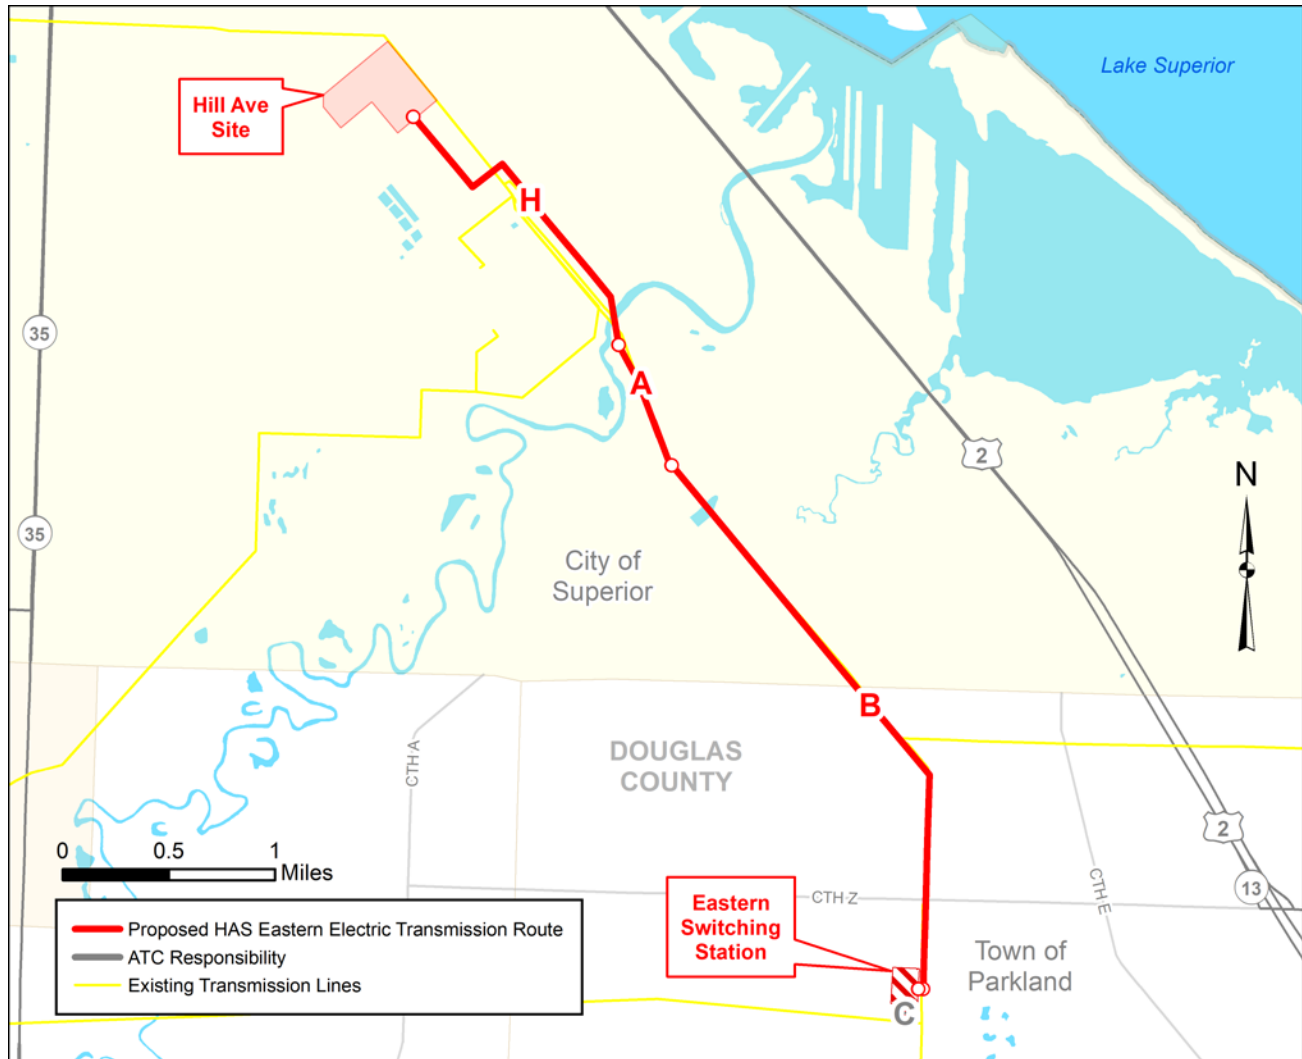 Lake Superior
Hill Ave
Site
H
35
A
2
N
35
City of
Superior
B
DOUGLAS
COUNTY
CTH A
2
0 0.5 1
Miles
CTH Z
CTH E
13
Eastern
Switching
Station
Town of
Parkland
C
Proposed HAS Eastern Electric Transmission Route
ATC Responsibility
Existing Transmission Lines